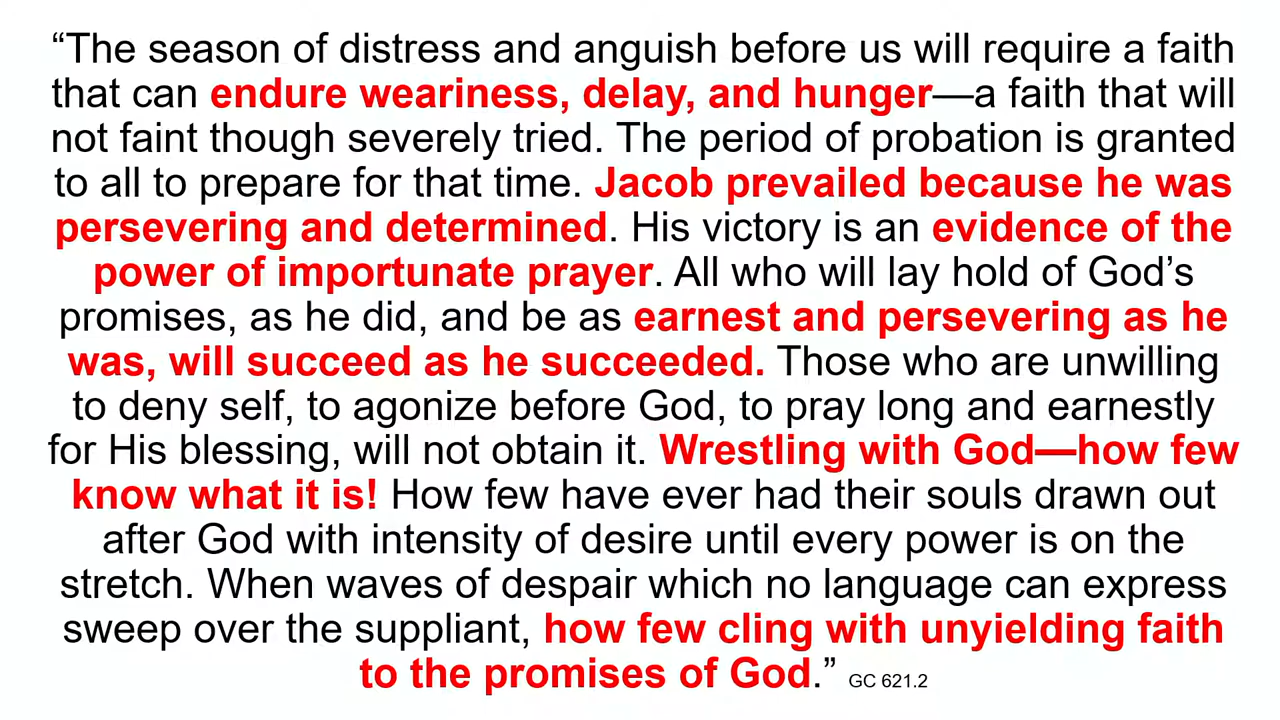 “The season of distress and anguish before us will require a faith
that can endure weariness, delay, and hunger—a faith that will
not faint though severely tried. The period of probation is granted
to all to prepare for that time. Jacob prevailed because he was
persevering and determined. His victory is an evidence of the
power of importunate prayer. All who will lay hold of God’s
promises, as he did, and be as earnest and persevering as he
was, will succeed as he succeeded. Those who are unwilling
to deny self, to agonize before God, to pray long and earnestly
for His blessing, will not obtain it. Wrestling with God—how few
know what it is! How few have ever had their souls drawn out
after God with intensity of desire until every power is on the
stretch. When waves of despair which no language can express
sweep over the suppliant, how few cling with unyielding faith
to the promises of God.” GC 621.2